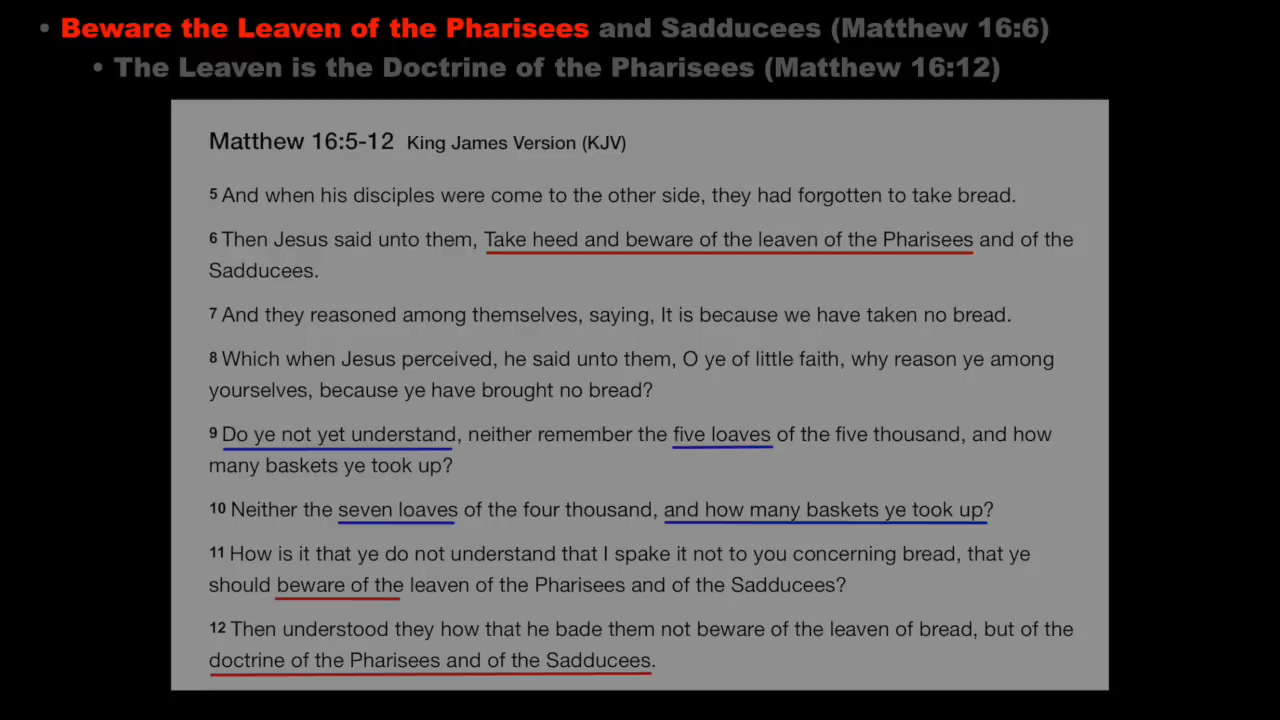 • Beware the Leaven of the Pharisees and Sadducees (Matthew 16:6)
• The Leaven is the Doctrine of the Pharisees (Matthew 16:12)
Matthew 16:5-12 King James Version (KJV)
5 And when his disciples were come to the other side, they had forgotten to take bread.
6 Then Jesus said unto them, Take heed and beware of the leaven of the Pharisees and of the
Sadducees.
7 And they reasoned among themselves, saying, It is because we have taken no bread.
8 Which when Jesus perceived, he said unto them, O ye of little faith, why reason ye among
yourselves, because ye have brought no bread?
9 Do ye not yet understand, neither remember the five loaves of the five thousand, and how
many baskets ye took up?
10 Neither the seven loaves of the four thousand, and how many baskets ye took up?
11 How is it that ye do not understand that I spake it not to you concerning bread, that ye
should beware of the leaven of the Pharisees and of the Sadducees?
12 Then understood they how that he bade them not beware of the leaven of bread, but of the
doctrine of the Pharisees and of the Sadducees.